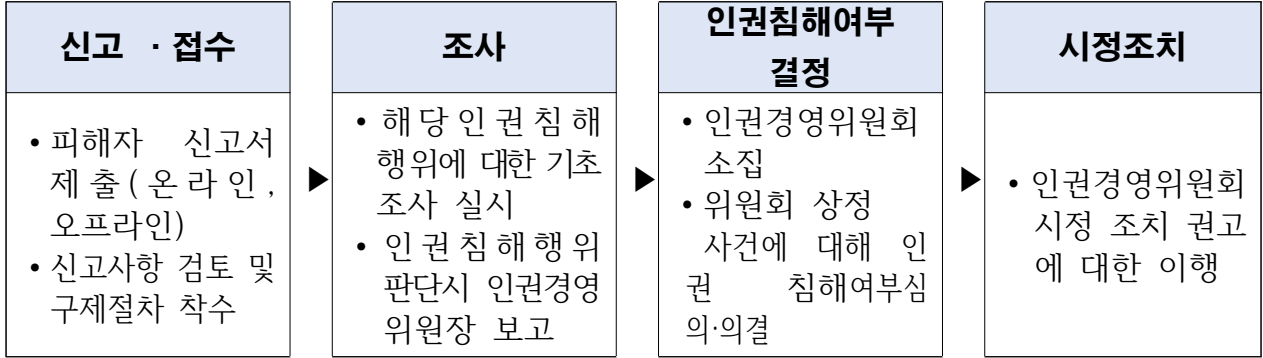 신고 · 접수
• 피해자 신고서
제출(온라인,
오프라인)
• 신고사항 검토 및
구제절차 착수
▶
조사
• 해당인권침해
행위에 대한 기초
조사 실시
• 인권침해행위
판단시 인권경영
위원장 보고
▶
인권침해여부
결정
• 인권경영위원회
소집
• 위원회 상정
사건에 대해 인
권 침해여부심
의·의결
▶
시정조치
• 인권경영위원회
시정 조치 권고
에 대한 이행